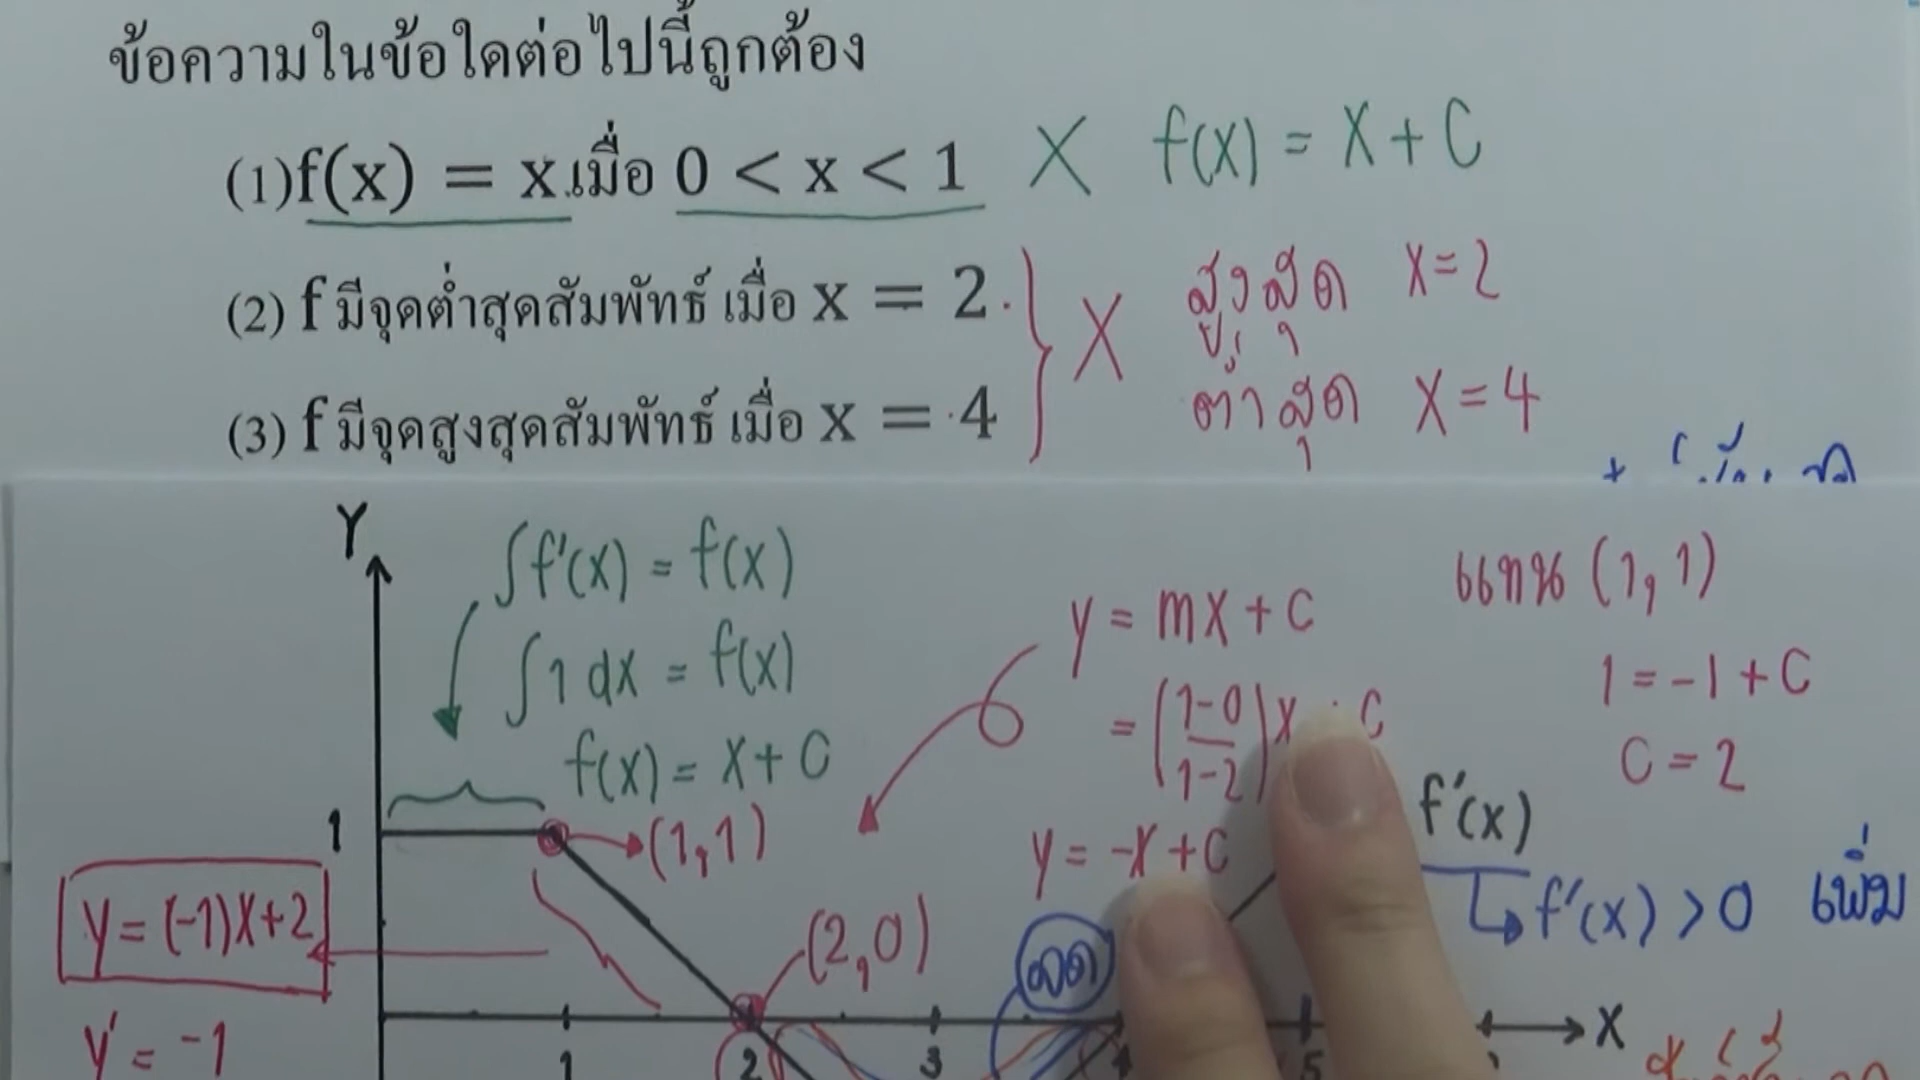 ข้อความในข้อใดต่อไปนี้ถูกต้อง
(1) f(x) = x เมื่อ 0 < x < 1 X f(x) = x + C
(2) f มีจุดต่ำสุดสัมพัทธ์ เมื่อ x = 2
(3) f มีจุดสูงสุดสัมพัทธ์ เมื่อ x = 4
X สูงสุด x = 2
ต่ำสุด x = 4
Y
∫f'(x) = f(x)
∫1 dx = f(x)
f(x) = x + C
y = mx + C
= (1-0/1-2)x C
y = -x + C
แทน (1, 1)
1 = -1 + C
C = 2
1
(1, 1)
(2, 0)
y = (-1)x + 2
y' = -1
ลด
f'(x)
f'(x) > 0 เพิ่ม
X
1 2 3 4 5